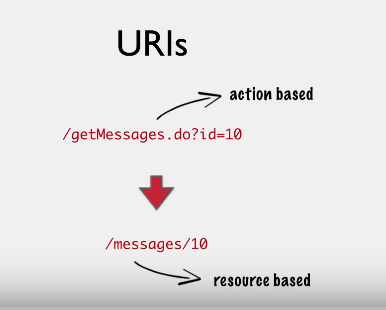 URIs
action based
/getMessages.do?id=10
/messages/10
resource based